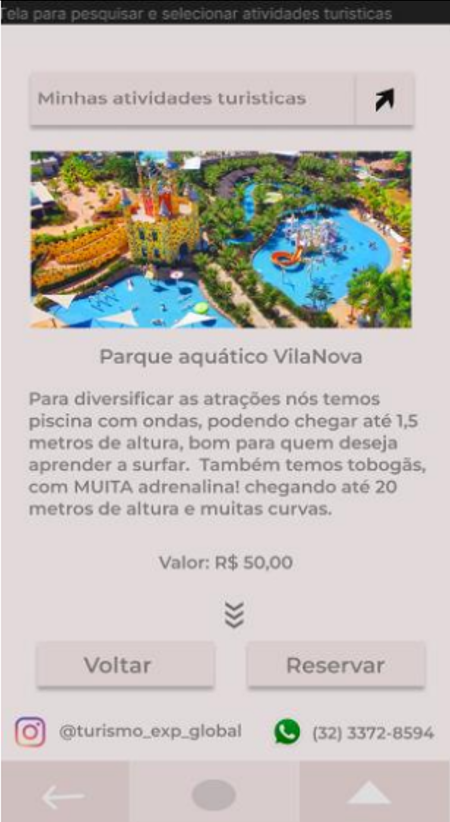 Tela para pesquisar e selecionar atividades turisticas
Minhas atividades turisticas
Parque aquático VilaNova
Para diversificar as atrações nós temos
piscina com ondas, podendo chegar até 1,5
metros de altura, bom para quem deseja
aprender a surfar. Também temos tobogãs,
com MUITA adrenalina! chegando até 20
metros de altura e muitas curvas.
Valor: R$ 50,00
Voltar
Reservar
@turismo_exp_global
(32) 3372-8594